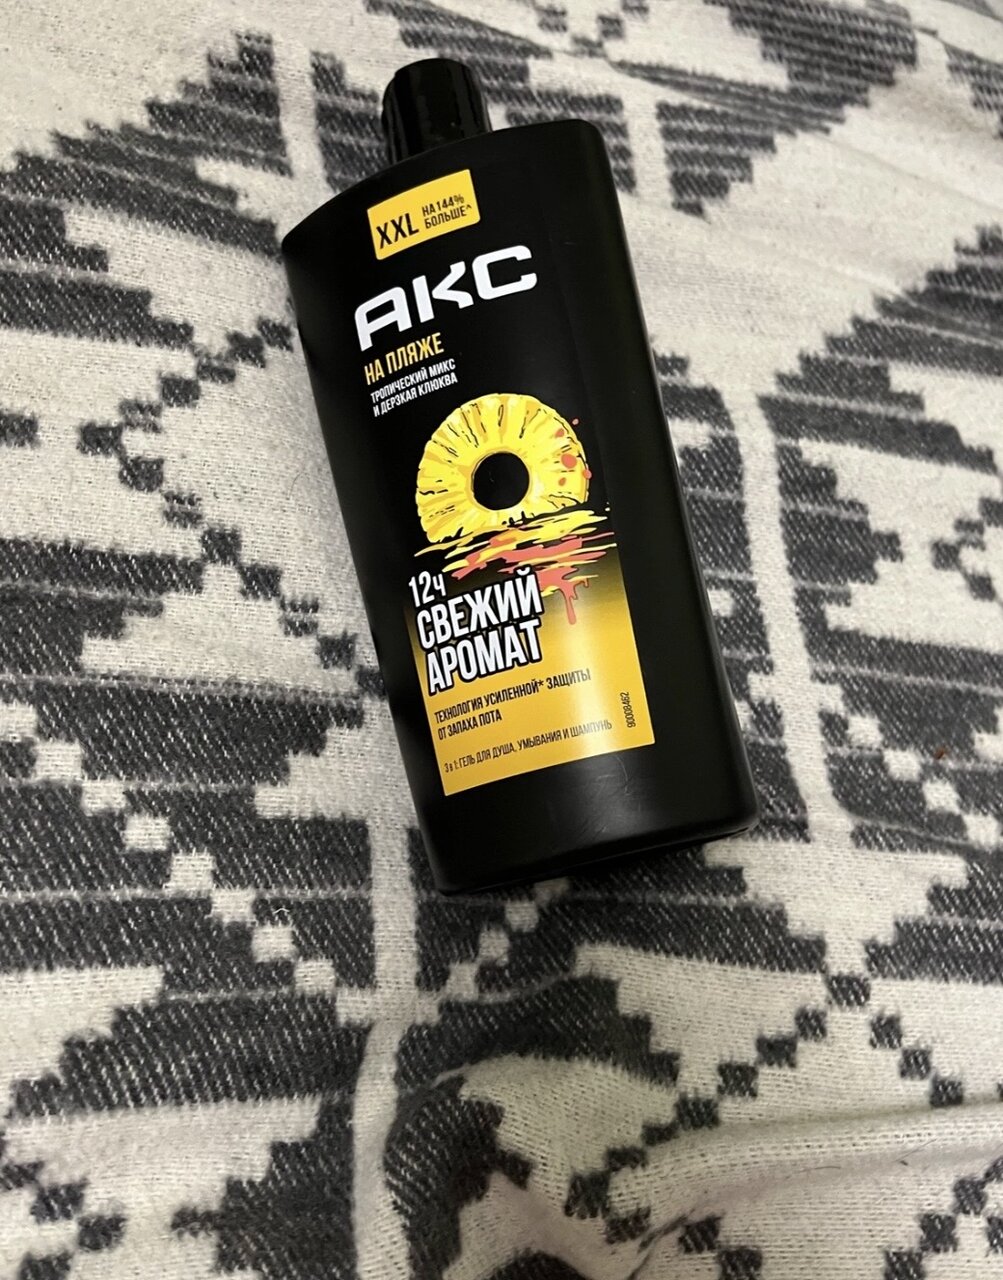 XXL НА 144%
БОЛЬШЕ^
АКС
НА ПЛЯЖЕ
ТРОПИЧЕСКИЙ МИКС
И ДЕРЗКАЯ КЛЮКВА
12ч
СВЕЖИЙ
АРОМАТ
ТЕХНОЛОГИЯ УСИЛЕННОЙ* ЗАЩИТЫ
ОТ ЗАПАХА ПОТА
3 в 1: ГЕЛЬ ДЛЯ ДУША, УМЫВАНИЯ И ШАМПУНЬ
90008462